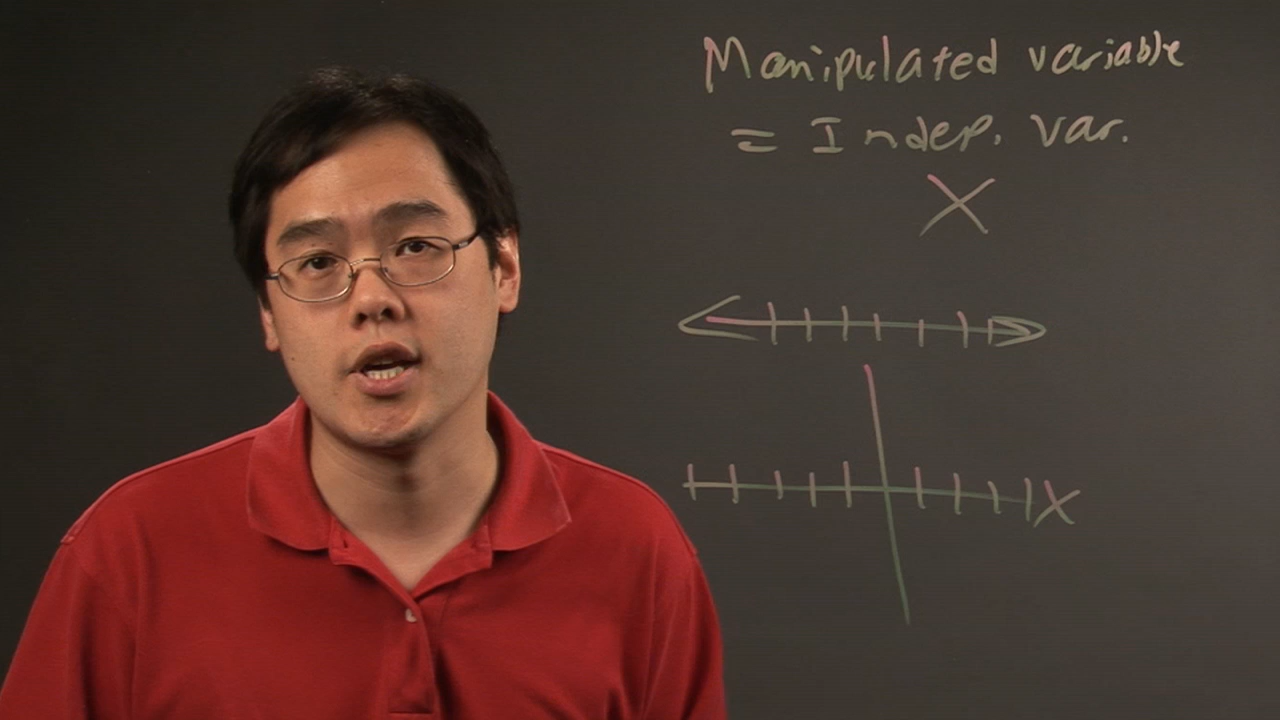 Manipulated variable
= Indep. var.
X
X